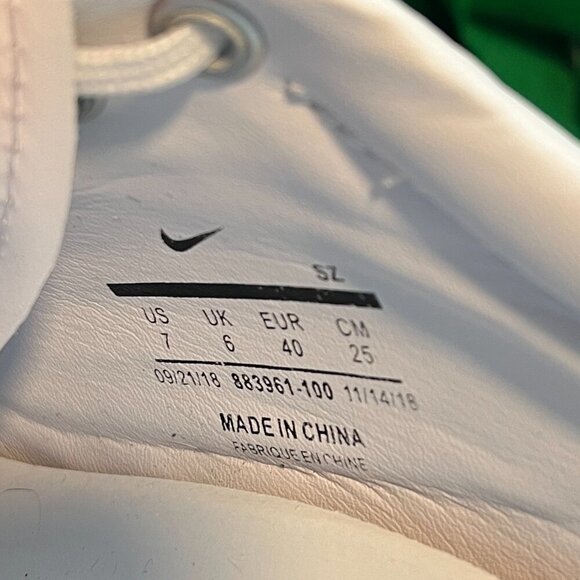 SZ
US UK EUR CM
7 6 40 25
09/21/18 883961-100 11/14/18
MADE IN CHINA
FABRIQUE EN CHINE